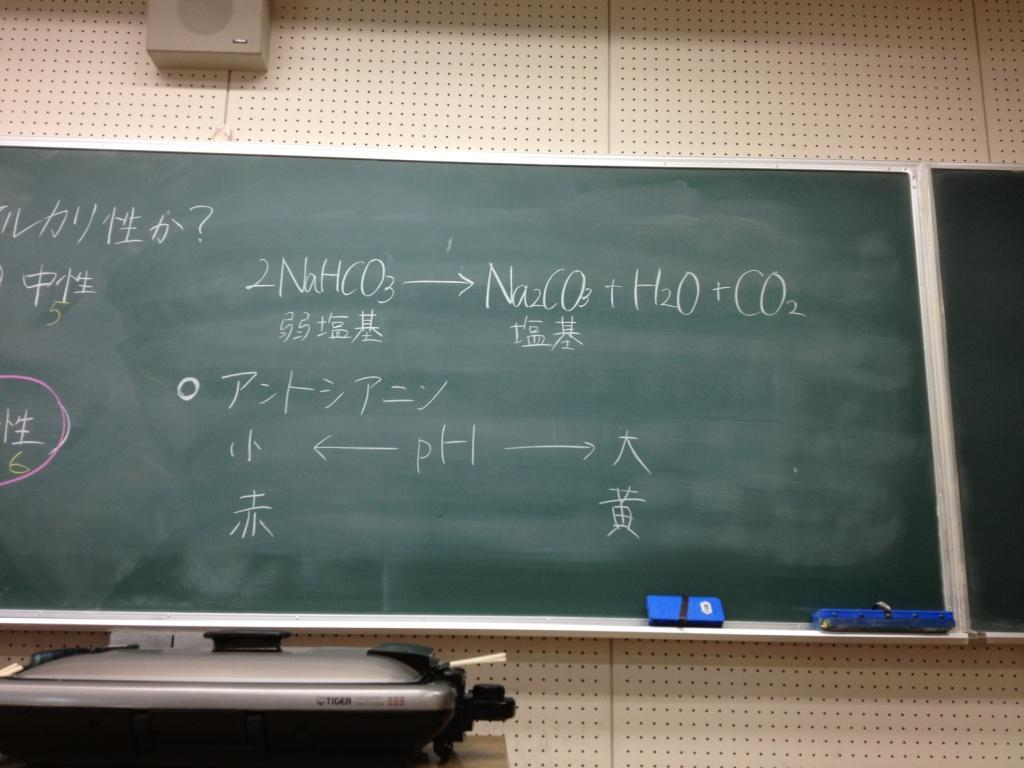 ルカリ性か?
中性
5
性
6
2NaHCO3 → Na2CO3 + H2O + CO2
弱塩基 塩基
○ アントシアニン
小 ← pH → 大
赤 黄
TIGER